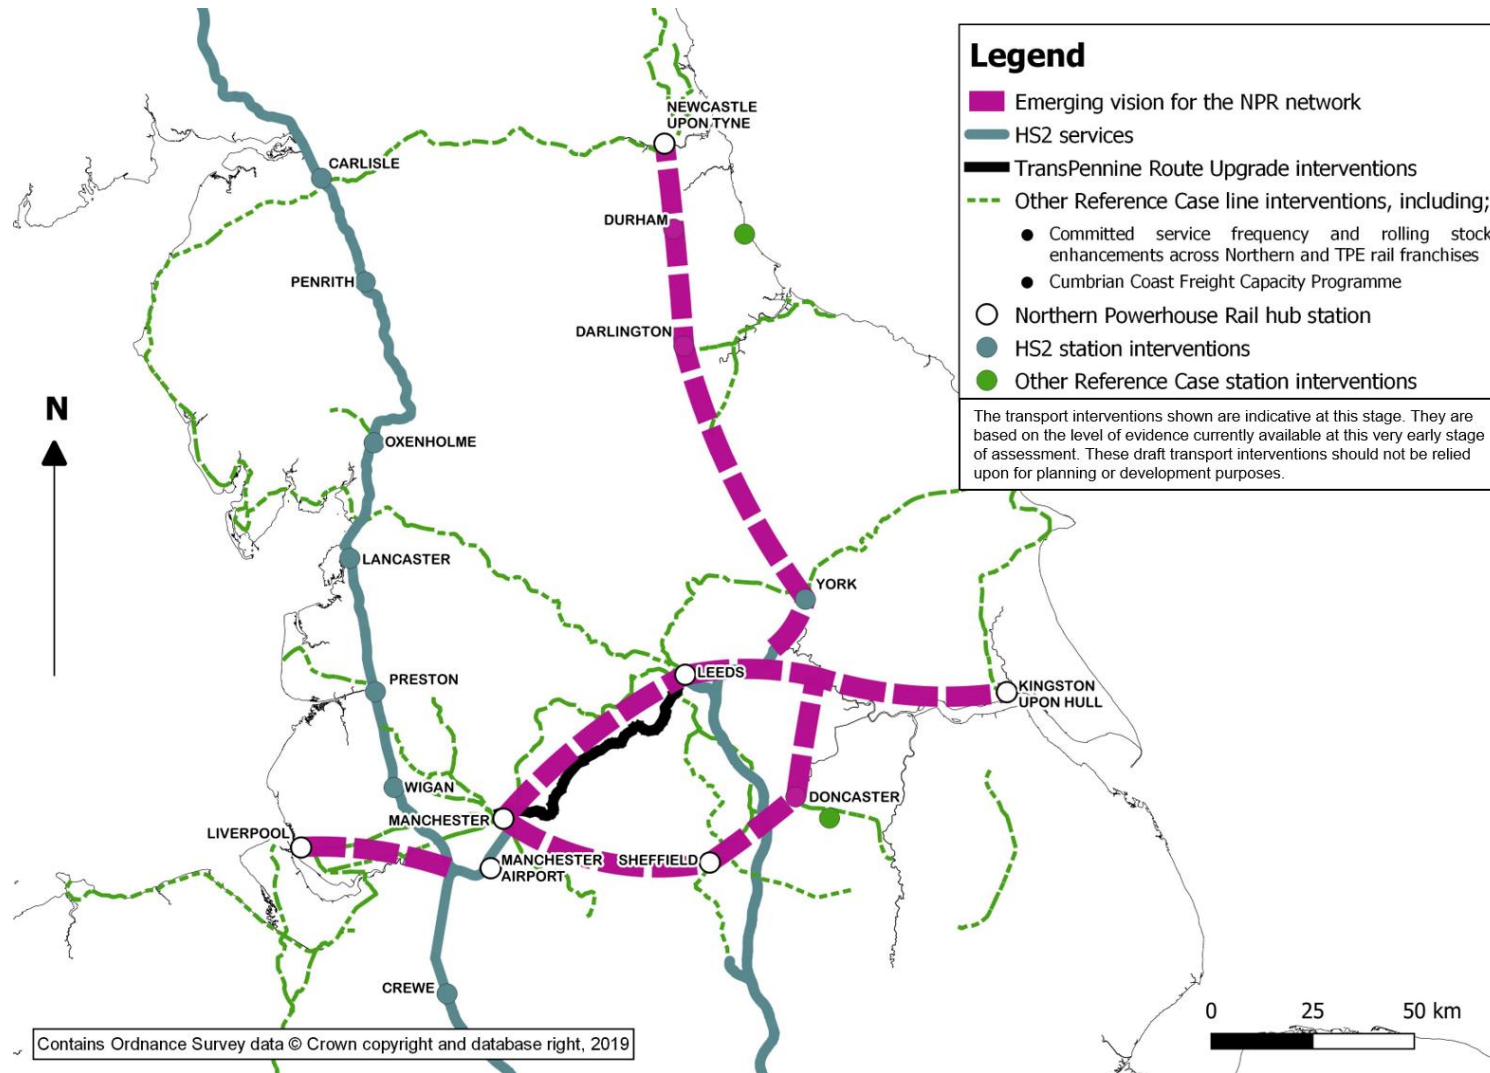 NEWCASTLE
UPON TYNE
CARLISLE
DURHAM
PENRITH
DARLINGTON
N
OXENHOLME
LANCASTER
YORK
LEEDS
PRESTON
KINGSTON
UPON HULL
WIGAN
DONCASTER
MANCHESTER
LIVERPOOL
MANCHESTER
AIRPORT
SHEFFIELD
CREWE
Legend
Emerging vision for the NPR network
HS2 services
TransPennine Route Upgrade interventions
Other Reference Case line interventions, including;
● Committed service frequency and rolling stock
enhancements across Northern and TPE rail franchises
● Cumbrian Coast Freight Capacity Programme
Northern Powerhouse Rail hub station
HS2 station interventions
Other Reference Case station interventions
The transport interventions shown are indicative at this stage. They are
based on the level of evidence currently available at this very early stage
of assessment. These draft transport interventions should not be relied
upon for planning or development purposes.
0 25 50 km
Contains Ordnance Survey data © Crown copyright and database right, 2019